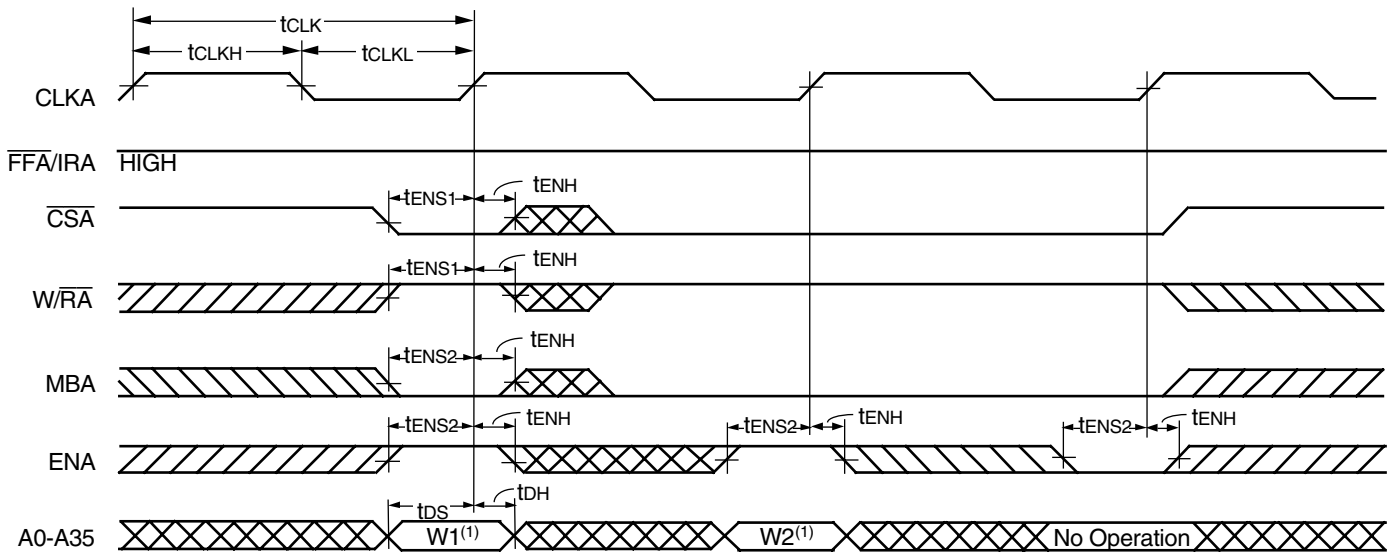 tCLK
tCLKH tCLKL
CLKA
FFA/IRA HIGH
tENS1 tENH
CSA
tENS1 tENH
W/RA
tENS2 tENH
MBA
tENS2 tENH tENS2 tENH tENS2 tENH
ENA
tDS tDH
A0-A35 W1(1) W2(1) No Operation